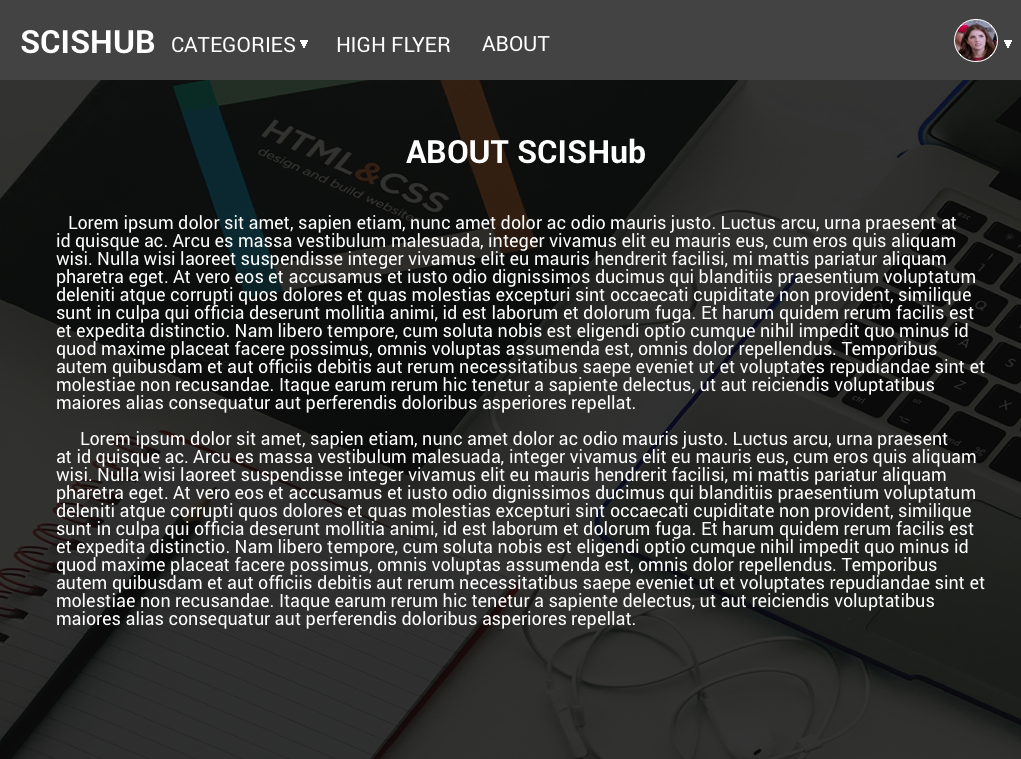 SCISHUB CATEGORIES HIGH FLYER ABOUT
HTML&CSS
design and build websites
ABOUT SCISHub
Lorem ipsum dolor sit amet, sapien etiam, nunc amet dolor ac odio mauris justo. Luctus arcu, urna praesent at
id quisque ac. Arcu es massa vestibulum malesuada, integer vivamus elit eu mauris eus, cum eros quis aliquam
wisi. Nulla wisi laoreet suspendisse integer vivamus elit eu mauris hendrerit facilisi, mi mattis pariatur aliquam
pharetra eget. At vero eos et accusamus et iusto odio dignissimos ducimus qui blanditiis praesentium voluptatum
deleniti atque corrupti quos dolores et quas molestias excepturi sint occaecati cupiditate non provident, similique
sunt in culpa qui officia deserunt mollitia animi, id est laborum et dolorum fuga. Et harum quidem rerum facilis est
et expedita distinctio. Nam libero tempore, cum soluta nobis est eligendi optio cumque nihil impedit quo minus id
quod maxime placeat facere possimus, omnis voluptas assumenda est, omnis dolor repellendus. Temporibus
autem quibusdam et aut officiis debitis aut rerum necessitatibus saepe eveniet ut et voluptates repudiandae sint et
molestiae non recusandae. Itaque earum rerum hic tenetur a sapiente delectus, ut aut reiciendis voluptatibus
maiores alias consequatur aut perferendis doloribus asperiores repellat.
Lorem ipsum dolor sit amet, sapien etiam, nunc amet dolor ac odio mauris justo. Luctus arcu, urna praesent
at id quisque ac. Arcu es massa vestibulum malesuada, integer vivamus elit eu mauris eus, cum eros quis aliquam
wisi. Nulla wisi laoreet suspendisse integer vivamus elit eu mauris hendrerit facilisi, mi mattis pariatur aliquam
pharetra eget. At vero eos et accusamus et iusto odio dignissimos ducimus qui blanditiis praesentium voluptatum
deleniti atque corrupti quos dolores et quas molestias excepturi sint occaecati cupiditate non provident, similique
sunt in culpa qui officia deserunt mollitia animi, id est laborum et dolorum fuga. Et harum quidem rerum facilis est
et expedita distinctio. Nam libero tempore, cum soluta nobis est eligendi optio cumque nihil impedit quo minus id
quod maxime placeat facere possimus, omnis voluptas assumenda est, omnis dolor repellendus. Temporibus
autem quibusdam et aut officiis debitis aut rerum necessitatibus saepe eveniet ut et voluptates repudiandae sint et
molestiae non recusandae. Itaque earum rerum hic tenetur a sapiente delectus, ut aut reiciendis voluptatibus
maiores alias consequatur aut perferendis doloribus asperiores repellat.